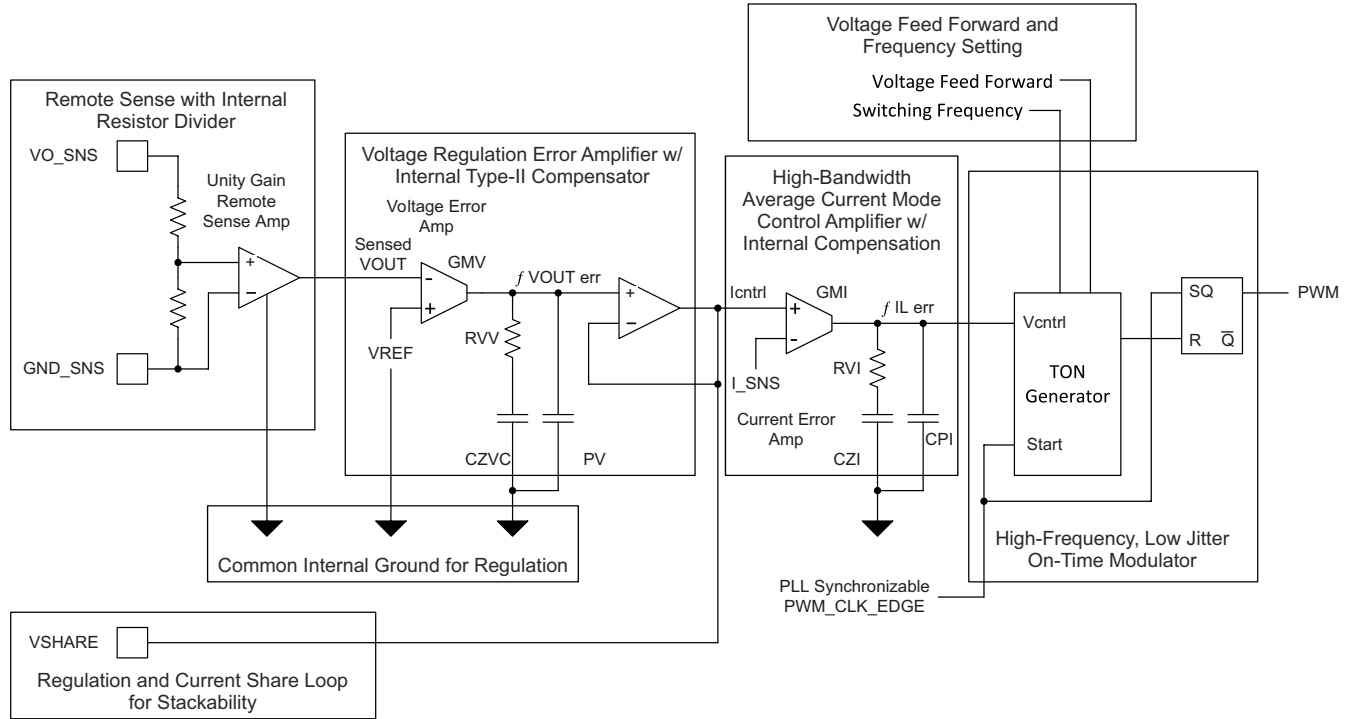 Voltage Feed Forward and
Frequency Setting
Voltage Feed Forward
Switching Frequency
Remote Sense with Internal
Resistor Divider
VO_SNS
Unity Gain
Remote
Sense Amp
+
−
GND_SNS
Voltage Regulation Error Amplifier w/
Internal Type-II Compensator
Voltage Error
Amp
Sensed
VOUT
GMV
-
+
VREF
ƒ VOUT err
RVV
CZVC
PV
+
−
High-Bandwidth
Average Current Mode
Control Amplifier w/
Internal Compensation
Icntrl
GMI
+
−
I_SNS
ƒ IL err
RVI
Current Error
Amp
CPI
CZI
Vcntrl
TON
Generator
Start
SQ
R Q̅
PWM
High-Frequency, Low Jitter
On-Time Modulator
PLL Synchronizable
PWM_CLK_EDGE
Common Internal Ground for Regulation
VSHARE
Regulation and Current Share Loop
for Stackability